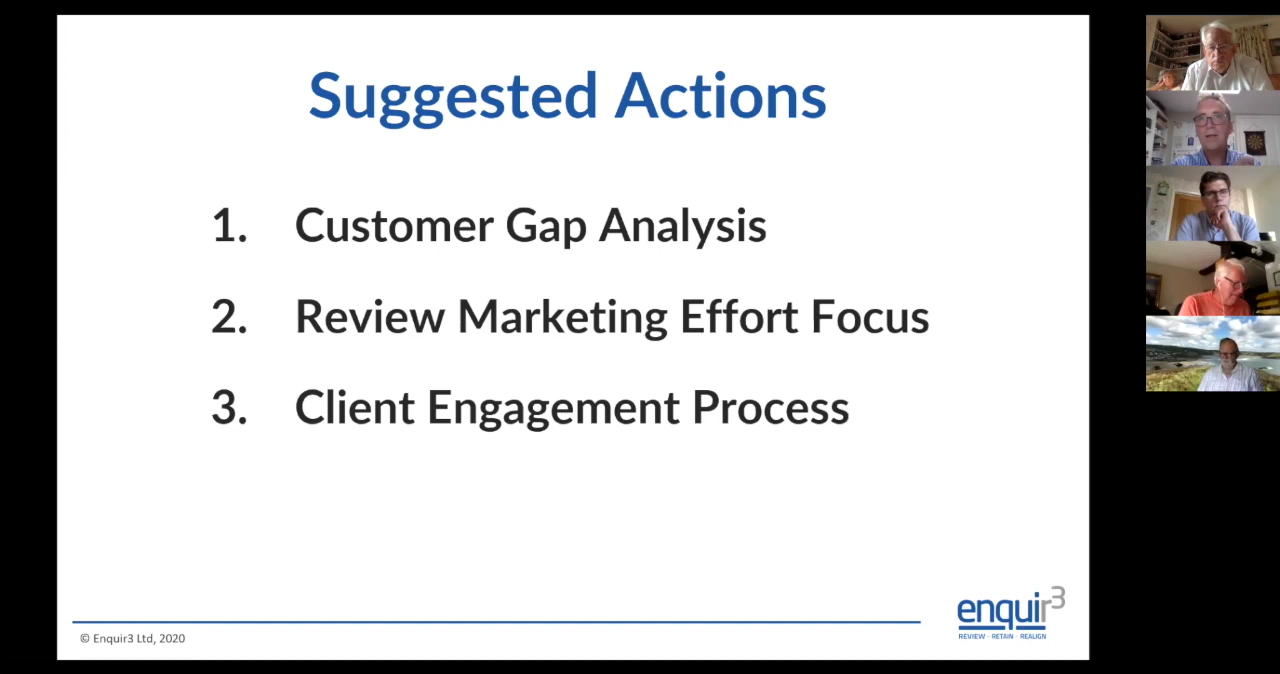 Suggested Actions
1. Customer Gap Analysis
2. Review Marketing Effort Focus
3. Client Engagement Process
© Enquir3 Ltd, 2020
enquir3
REVIEW · RETAIN · REALIGN